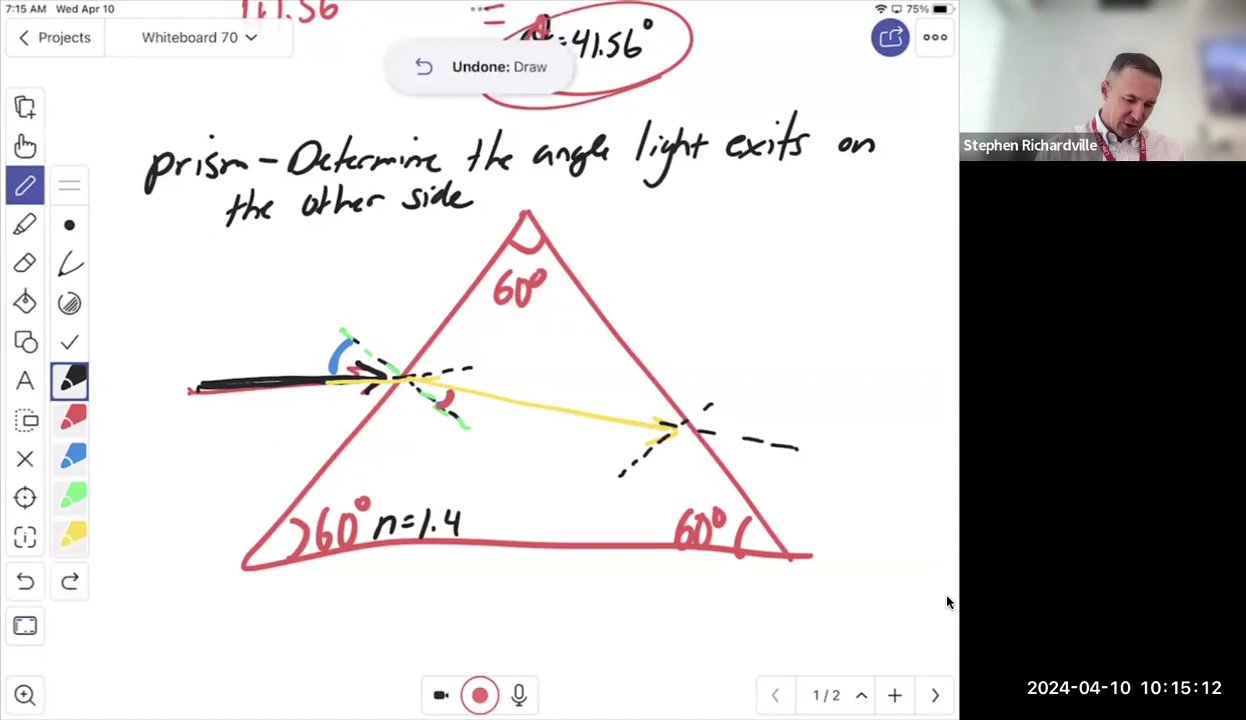 7:15 AM Wed Apr 10
75%
Projects
Whiteboard 70
Undone: Draw
=41.56°
prism - Determine the angle light exits on
the other side
60°
60°
n=1.4
60°
A
1 / 2
Stephen Richardville
2024-04-10 10:15:12